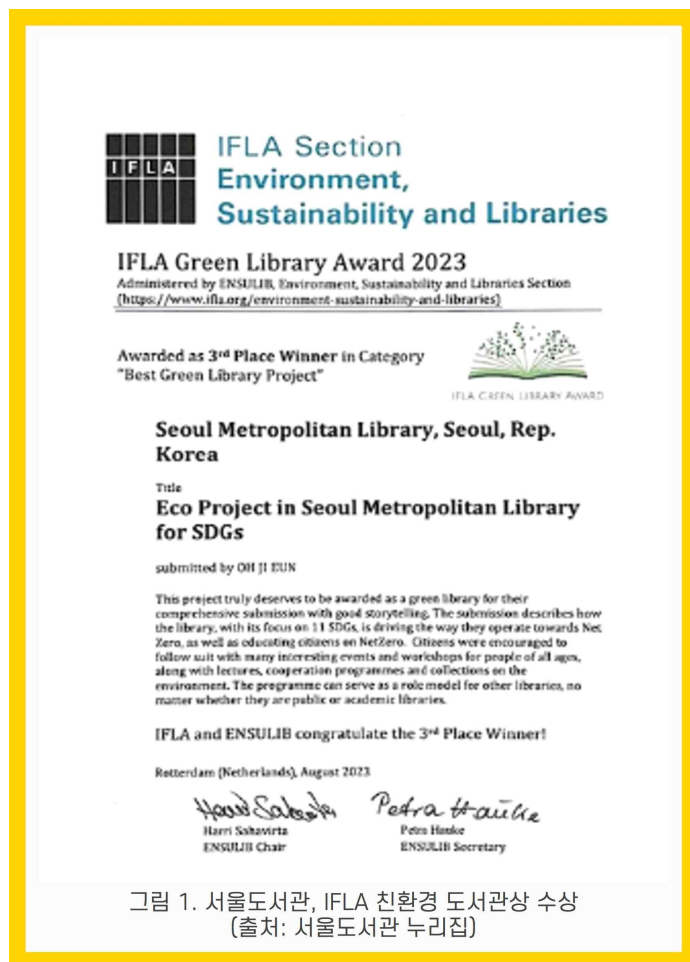 IFLA
IFLA Section
Environment,
Sustainability and Libraries
IFLA Green Library Award 2023
Administered by ENSULIB, Environment, Sustainability and Libraries Section
(https://www.ifla.org/environment-sustainability-and-libraries)
Awarded as 3rd Place Winner in Category
"Best Green Library Project"
IFLA GREEN LIBRARY AWARD
Seoul Metropolitan Library, Seoul, Rep.
Korea
Title
Eco Project in Seoul Metropolitan Library
for SDGs
submitted by OH JI EUN
This project truly deserves to be awarded as a green library for their
comprehensive submission with good storytelling. The submission describes how
the library, with its focus on 11 SDGs, is driving the way they operate towards Net
Zero, as well as educating citizens on NetZero. Citizens were encouraged to
follow suit with many interesting events and workshops for people of all ages,
along with lectures, cooperation programmes and collections on the
environment. The programme can serve as a role model for other libraries, no
matter whether they are public or academic libraries.
IFLA and ENSULIB congratulate the 3rd Place Winner!
Rotterdam (Netherlands), August 2023
Harri Sahavirta Petra Hauke
Harri Sahavirta Petra Hauke
ENSULIB Chair ENSULIB Secretary
그림 1. 서울도서관, IFLA 친환경 도서관상 수상
(출처: 서울도서관 누리집)